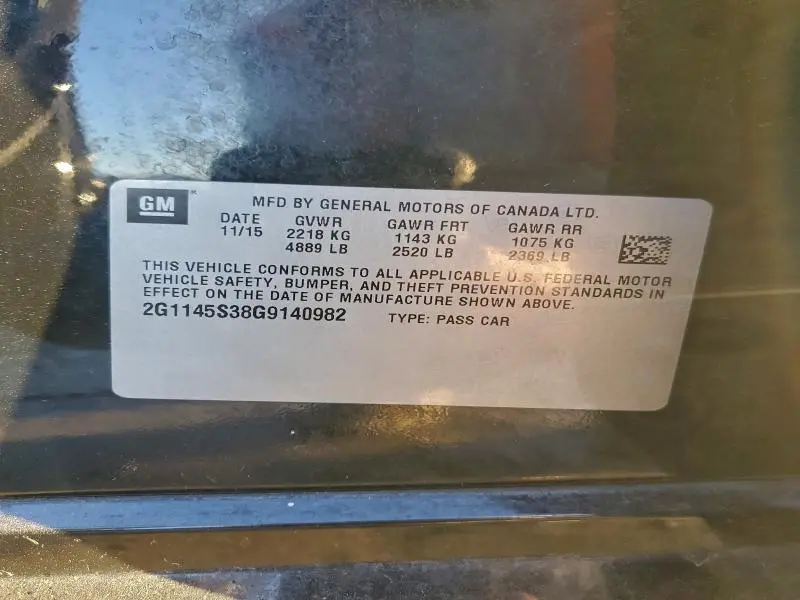 GM MFD BY GENERAL MOTORS OF CANADA LTD.
DATE GVWR GAWR FRT GAWR RR
11/15 2218 KG 1143 KG 1075 KG
4889 LB 2520 LB 2369 LB
THIS VEHICLE CONFORMS TO ALL APPLICABLE U.S. FEDERAL MOTOR
VEHICLE SAFETY, BUMPER, AND THEFT PREVENTION STANDARDS IN
EFFECT ON THE DATE OF MANUFACTURE SHOWN ABOVE.
2G1145S38G9140982 TYPE: PASS CAR